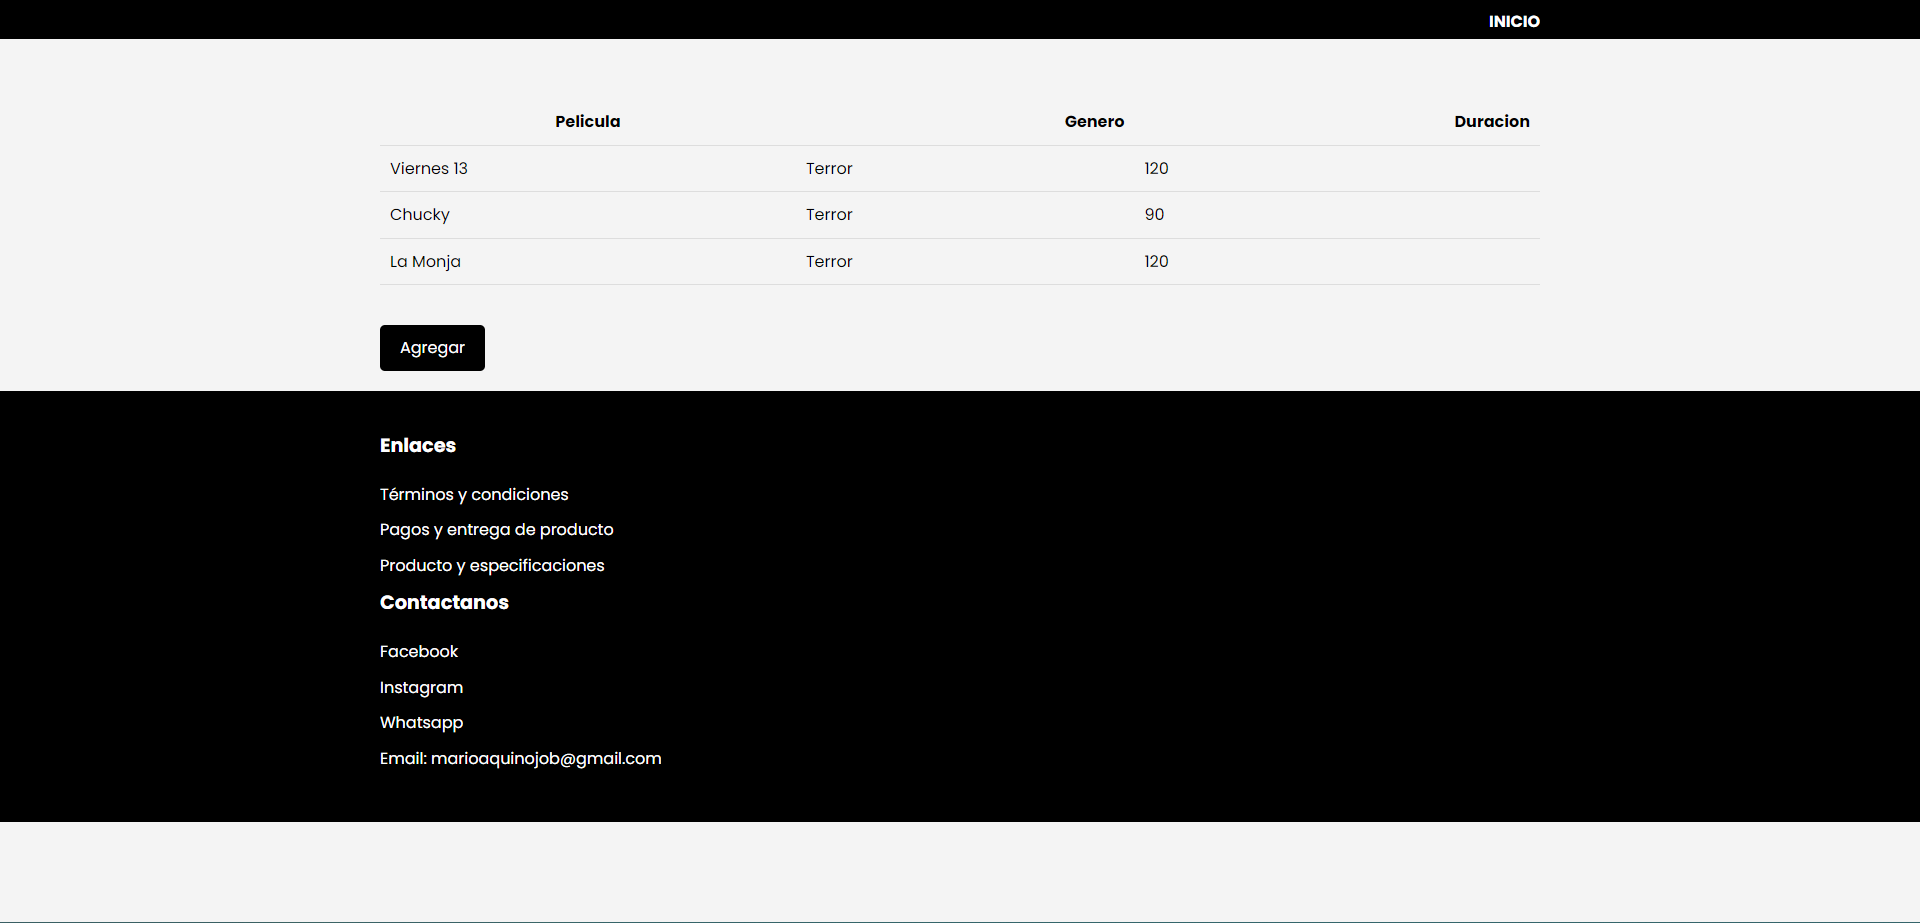 INICIO
Pelicula Genero Duracion
Viernes 13 Terror 120
Chucky Terror 90
La Monja Terror 120
Agregar
Enlaces
Términos y condiciones
Pagos y entrega de producto
Producto y especificaciones
Contactanos
Facebook
Instagram
Whatsapp
Email: marioaquinojob@gmail.com